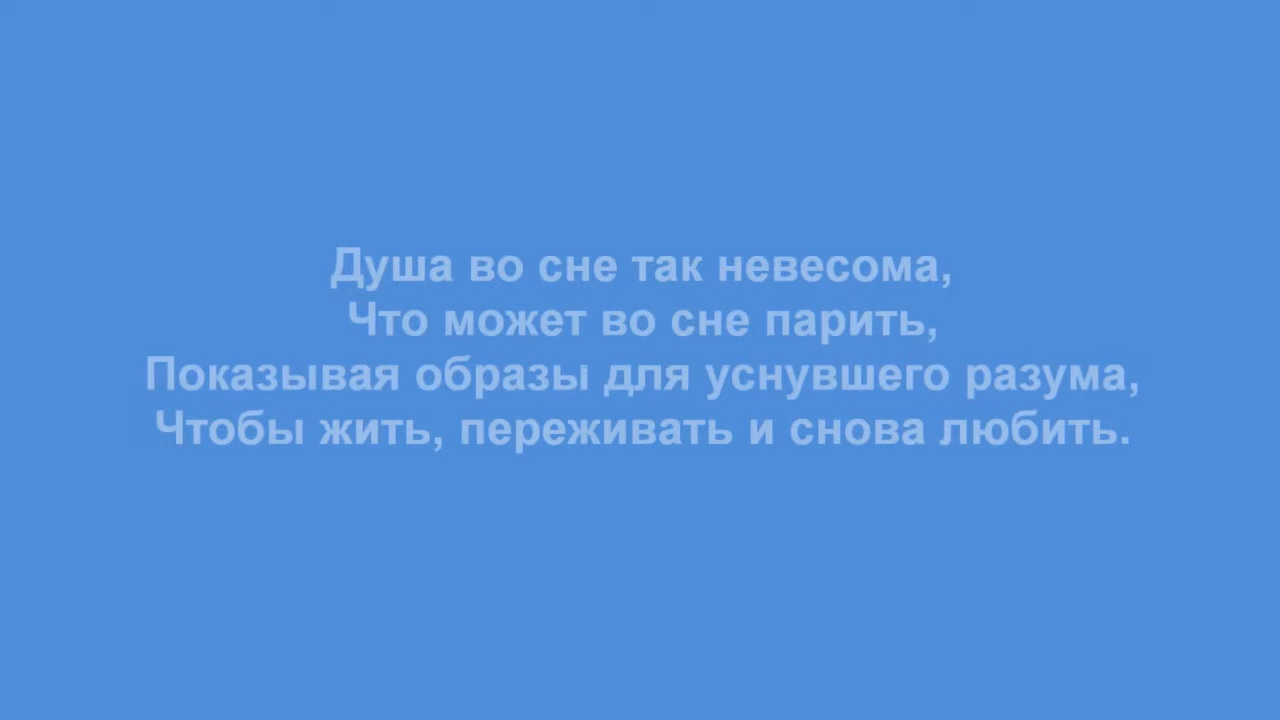 Душа во сне так невесома,
Что может во сне парить,
Показывая образы для уснувшего разума,
Чтобы жить, переживать и снова любить.